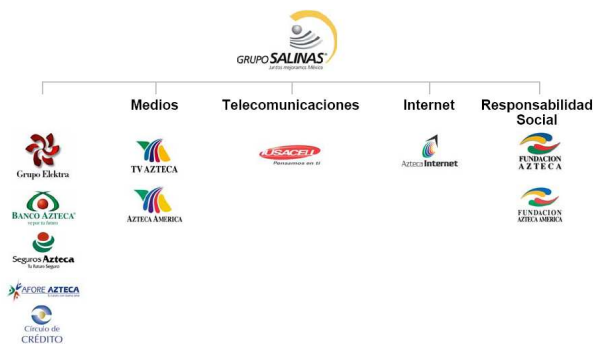 GRUPO SALINAS
Juntos mejoramos México
Medios
Telecomunicaciones
Internet
Responsabilidad
Social
Grupo Elektra
BANCO AZTECA
Seguros Azteca
Tu futuro Seguro
AFORE AZTECA
Círculo de
CRÉDITO
TV AZTECA
AZTECA AMERICA
IUSACELL
Pensamos en ti
Azteca Internet
FUNDACION
AZTECA
FUNDACION
AZTECA AMERICA